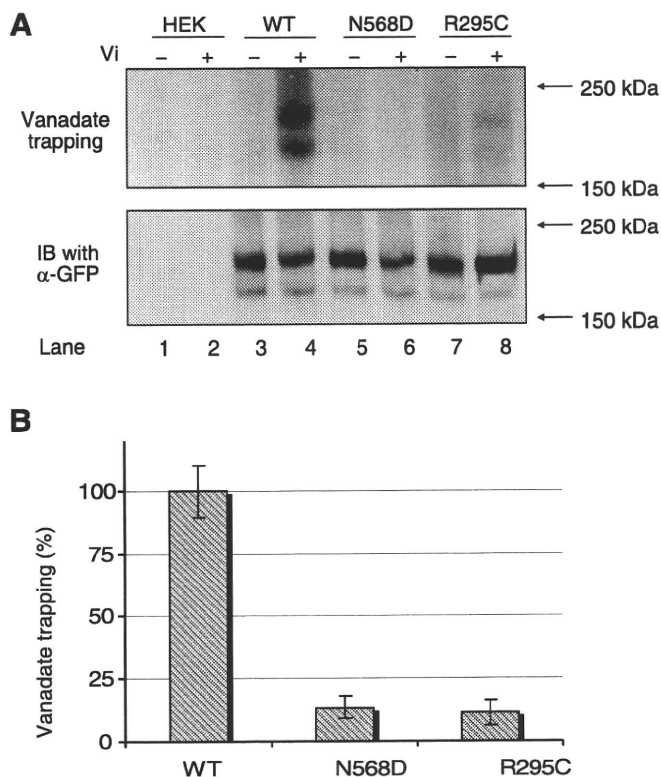 A
HEK WT N568D R295C
Vi − + − + − + − +
Vanadate trapping
← 250 kDa
← 150 kDa
IB with α-GFP
← 250 kDa
← 150 kDa
Lane 1 2 3 4 5 6 7 8
B
Vanadate trapping (%)
100
75
50
25
0
WT N568D R295C